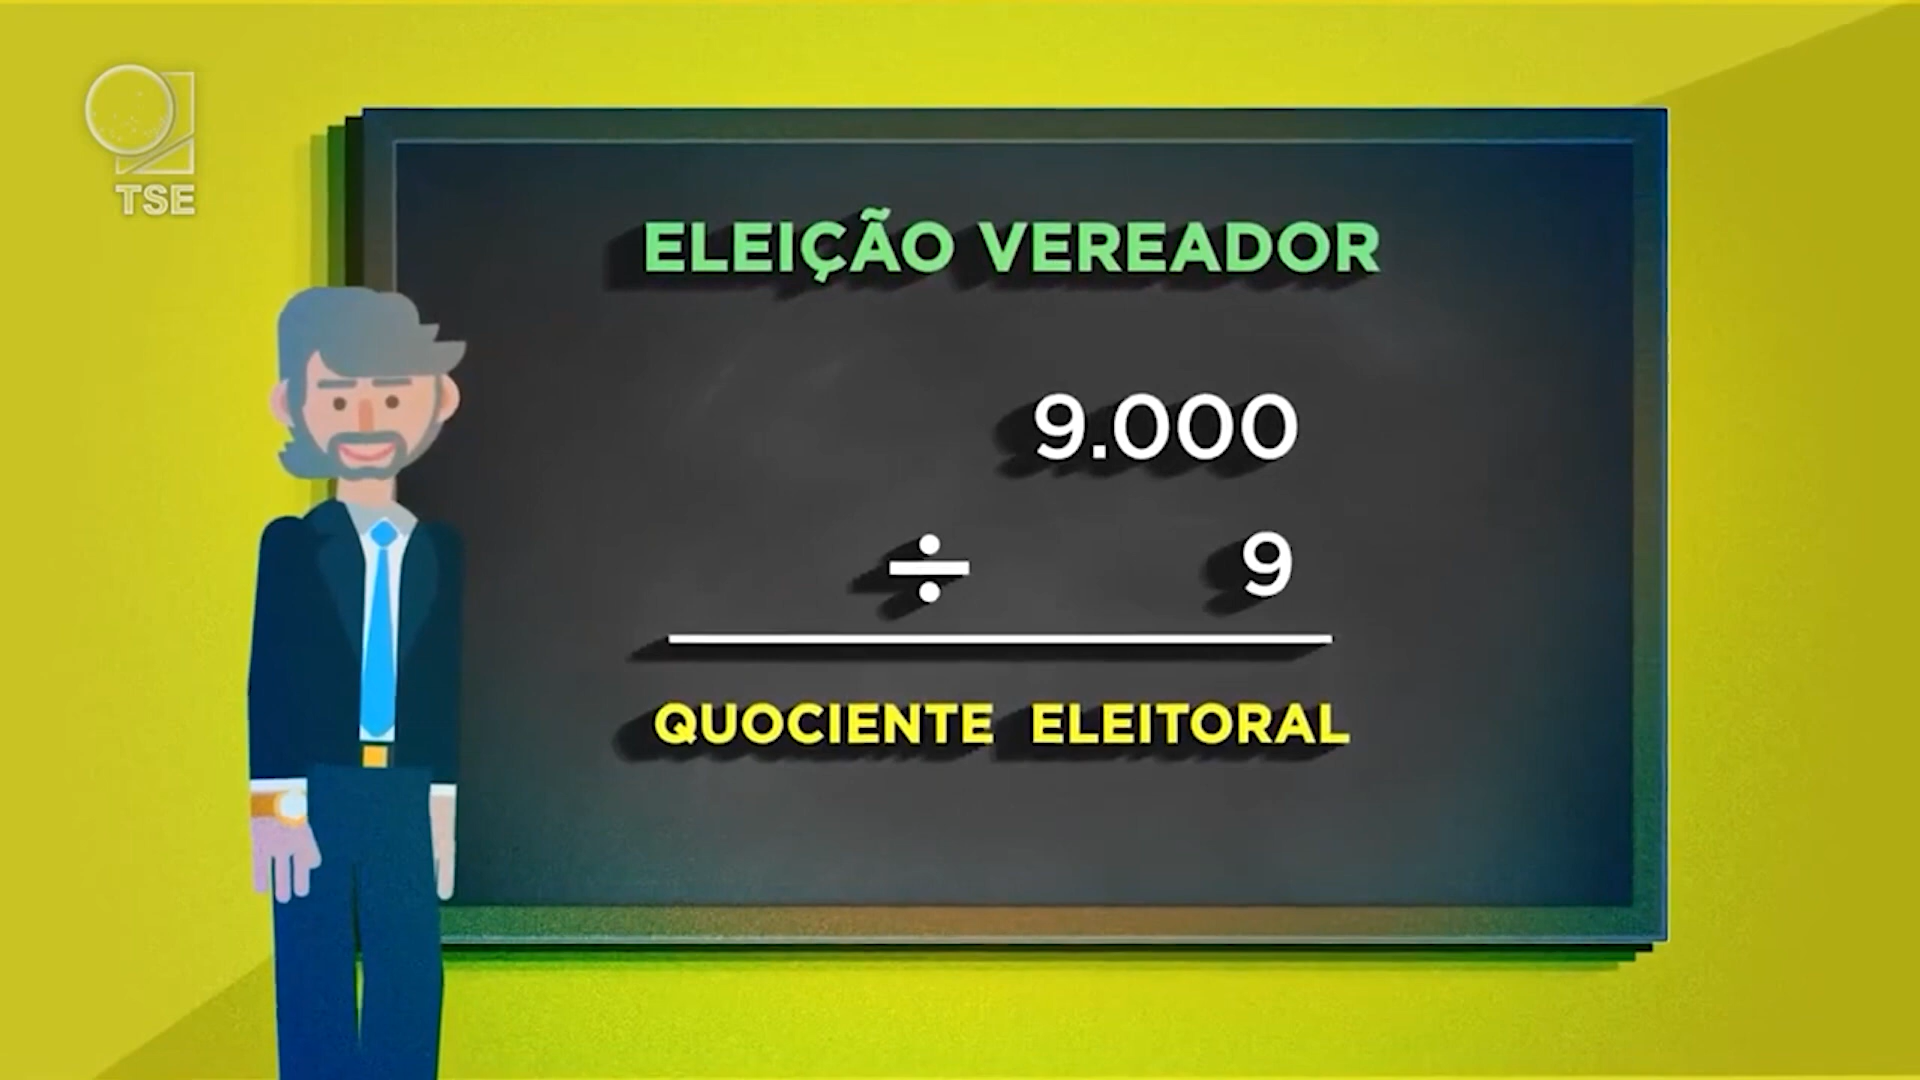 TSE
ELEIÇÃO VEREADOR
9.000
÷ 9
QUOCIENTE ELEITORAL